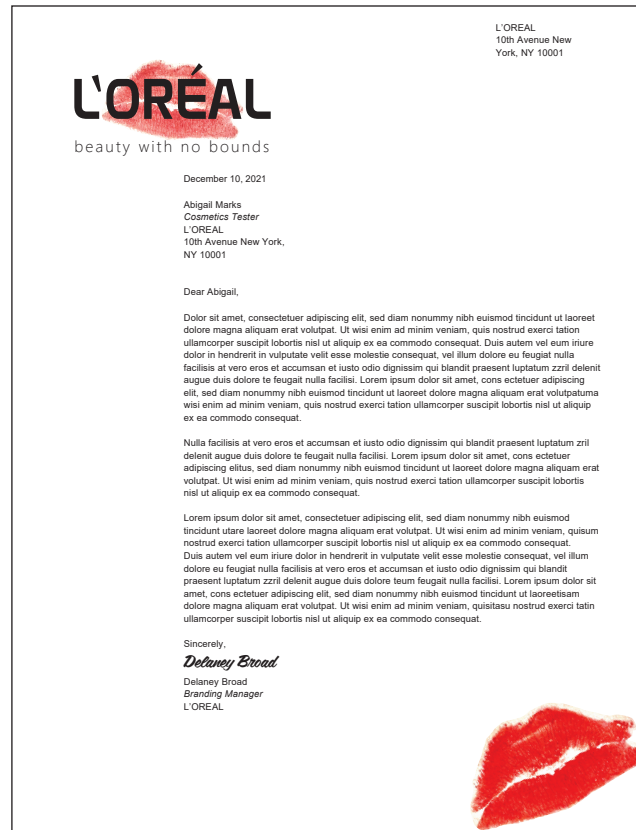 L'OREAL
10th Avenue New
York, NY 10001
L'ORÉAL
beauty with no bounds
December 10, 2021
Abigail Marks
Cosmetics Tester
L'OREAL
10th Avenue New York,
NY 10001
Dear Abigail,
Dolor sit amet, consectetuer adipiscing elit, sed diam nonummy nibh euismod tincidunt ut laoreet
dolore magna aliquam erat volutpat. Ut wisi enim ad minim veniam, quis nostrud exerci tation
ullamcorper suscipit lobortis nisl ut aliquip ex ea commodo consequat. Duis autem vel eum iriure
dolor in hendrerit in vulputate velit esse molestie consequat, vel illum dolore eu feugiat nulla
facilisis at vero eros et accumsan et iusto odio dignissim qui blandit praesent luptatum zzril delenit
augue duis dolore te feugait nulla facilisi. Lorem ipsum dolor sit amet, cons ectetuer adipiscing
elit, sed diam nonummy nibh euismod tincidunt ut laoreet dolore magna aliquam erat volutpatuma
wisi enim ad minim veniam, quis nostrud exerci tation ullamcorper suscipit lobortis nisl ut aliquip
ex ea commodo consequat.
Nulla facilisis at vero eros et accumsan et iusto odio dignissim qui blandit praesent luptatum zril
delenit augue duis dolore te feugait nulla facilisi. Lorem ipsum dolor sit amet, cons ectetuer
adipiscing elitus, sed diam nonummy nibh euismod tincidunt ut laoreet dolore magna aliquam erat
volutpat. Ut wisi enim ad minim veniam, quis nostrud exerci tation ullamcorper suscipit lobortis
nisl ut aliquip ex ea commodo consequat.
Lorem ipsum dolor sit amet, consectetuer adipiscing elit, sed diam nonummy nibh euismod
tincidunt utare laoreet dolore magna aliquam erat volutpat. Ut wisi enim ad minim veniam, quisum
nostrud exerci tation ullamcorper suscipit lobortis nisl ut aliquip ex ea commodo consequat.
Duis autem vel eum iriure dolor in hendrerit in vulputate velit esse molestie consequat, vel illum
dolore eu feugiat nulla facilisis at vero eros et accumsan et iusto odio dignissim qui blandit
praesent luptatum zzril delenit augue duis dolore teum feugait nulla facilisi. Lorem ipsum dolor sit
amet, cons ectetuer adipiscing elit, sed diam nonummy nibh euismod tincidunt ut laoreetisam
dolore magna aliquam erat volutpat. Ut wisi enim ad minim veniam, quisitasu nostrud exerci tatin
ullamcorper suscipit lobortis nisl ut aliquip ex ea commodo consequat.
Sincerely,
Delaney Broad
Delaney Broad
Branding Manager
L'OREAL